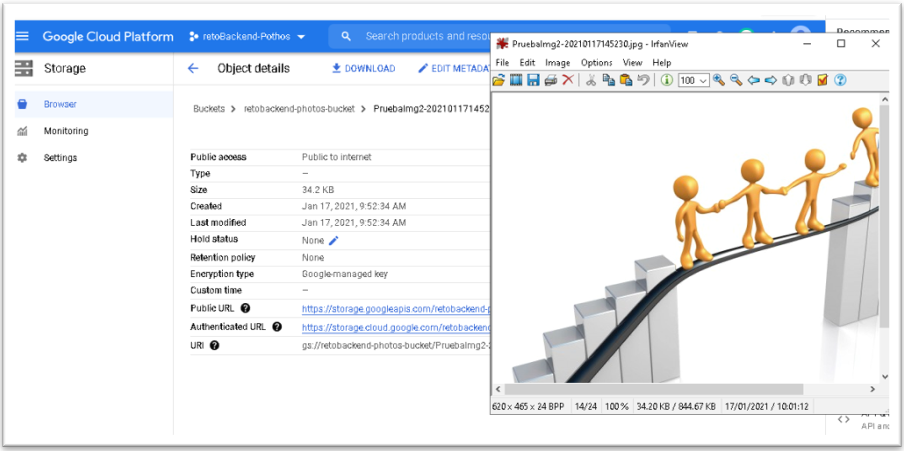 Google Cloud Platform
retoBackend-Pothos
Search products and resou
Storage
Object details
DOWNLOAD
EDIT METADA
Browser
Monitoring
Settings
Buckets > retobackend-photos-bucket > PruebaImg2-202101171452
Public access Public to internet
Type –
Size 34.2 KB
Created Jan 17, 2021, 9:52:34 AM
Last modified Jan 17, 2021, 9:52:34 AM
Hold status None
Retention policy None
Encryption type Google-managed key
Custom time –
Public URL https://storage.googleapis.com/retobackend-p
Authenticated URL https://storage.cloud.google.com/retobackend
URI gs://retobackend-photos-bucket/PruebaImg2-2
PruebaImg2-20210117145230.jpg - IrfanView
File Edit Image Options View Help
100
620 x 465 x 24 BPP 14/24 100 % 34.20 KB / 844.67 KB 17/01/2021 / 10:01:12
API anc